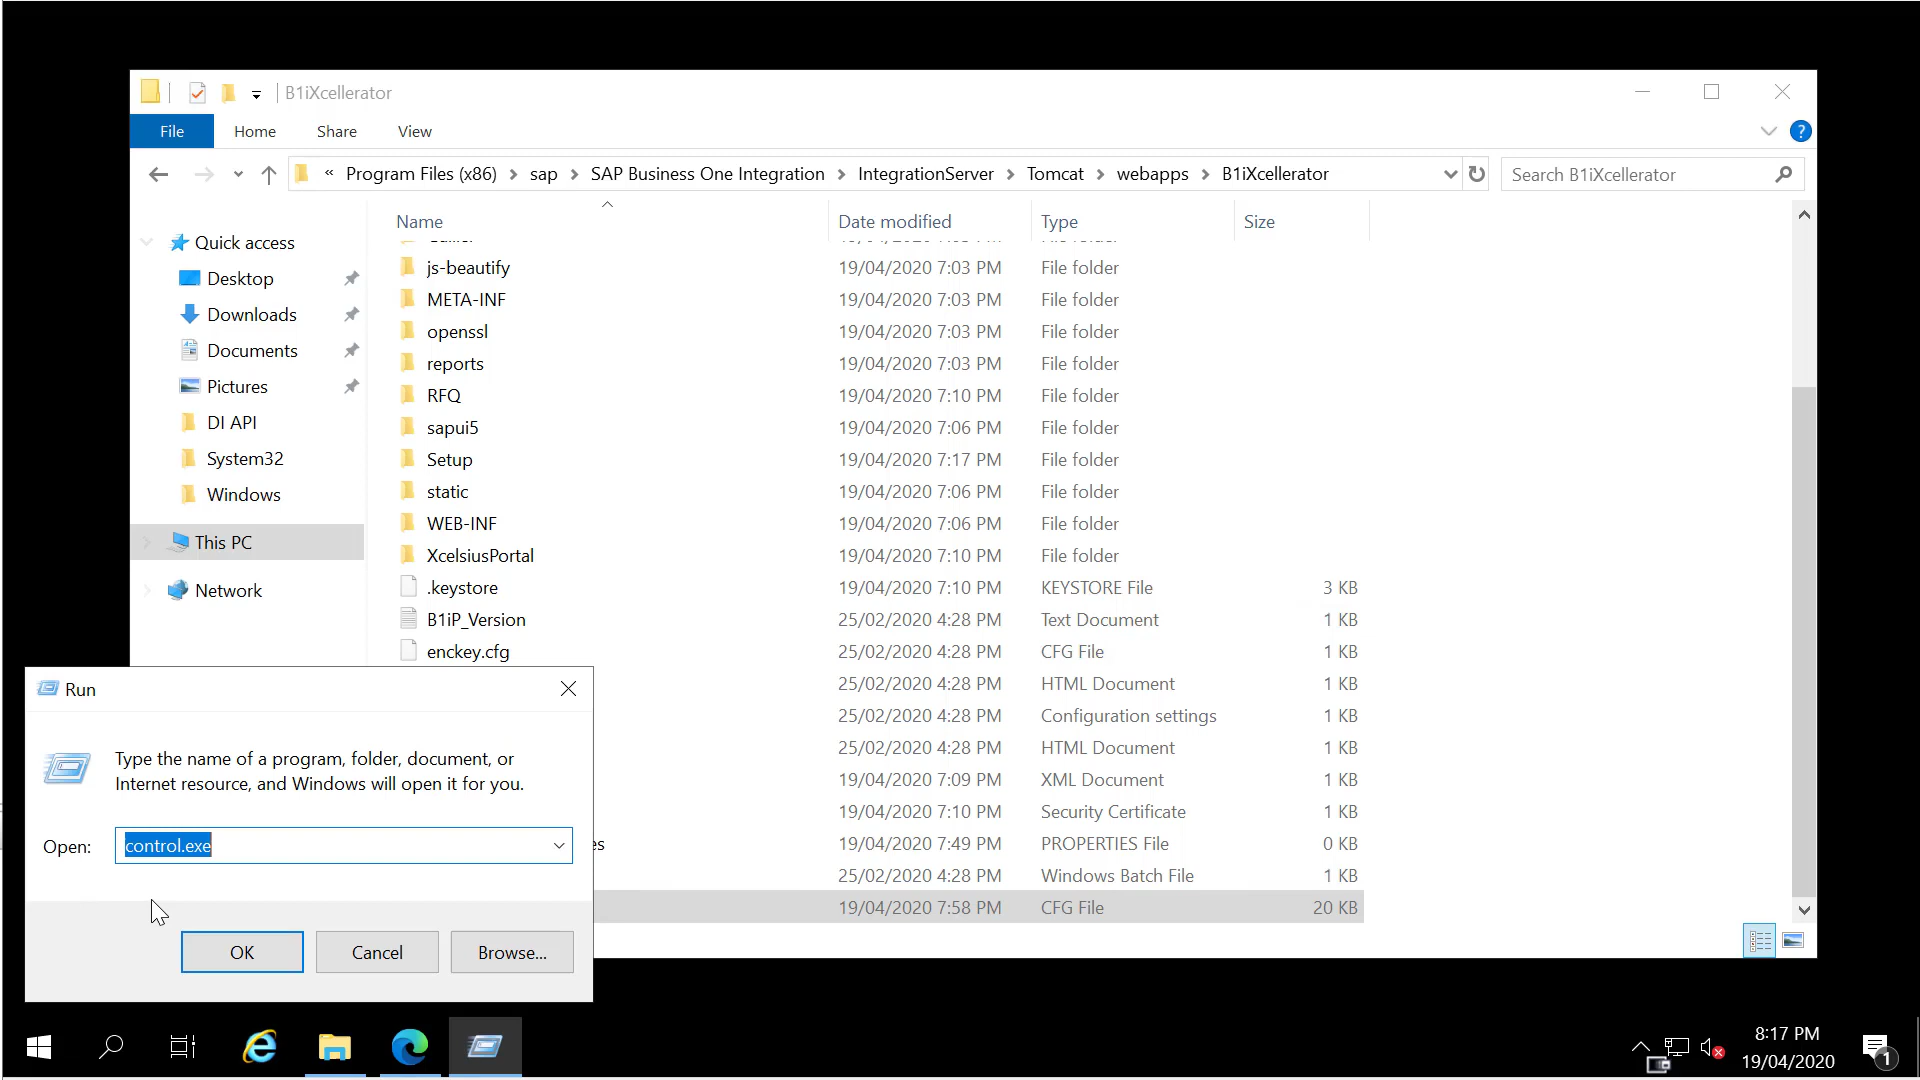 B1iXcellerator
File Home Share View
« Program Files (x86) > sap > SAP Business One Integration > IntegrationServer > Tomcat > webapps > B1iXcellerator
Search B1iXcellerator
Name Date modified Type Size
Quick access
Desktop
Downloads
Documents
Pictures
DI API
System32
Windows
This PC
Network
js-beautify 19/04/2020 7:03 PM File folder
META-INF 19/04/2020 7:03 PM File folder
openssl 19/04/2020 7:03 PM File folder
reports 19/04/2020 7:03 PM File folder
RFQ 19/04/2020 7:10 PM File folder
sapui5 19/04/2020 7:06 PM File folder
Setup 19/04/2020 7:17 PM File folder
static 19/04/2020 7:06 PM File folder
WEB-INF 19/04/2020 7:06 PM File folder
XcelsiusPortal 19/04/2020 7:10 PM File folder
.keystore 19/04/2020 7:10 PM KEYSTORE File 3 KB
B1iP_Version 25/02/2020 4:28 PM Text Document 1 KB
enckey.cfg 25/02/2020 4:28 PM CFG File 1 KB
25/02/2020 4:28 PM HTML Document 1 KB
25/02/2020 4:28 PM Configuration settings 1 KB
25/02/2020 4:28 PM HTML Document 1 KB
19/04/2020 7:09 PM XML Document 1 KB
19/04/2020 7:10 PM Security Certificate 1 KB
es 19/04/2020 7:49 PM PROPERTIES File 0 KB
25/02/2020 4:28 PM Windows Batch File 1 KB
19/04/2020 7:58 PM CFG File 20 KB
Run
Type the name of a program, folder, document, or
Internet resource, and Windows will open it for you.
Open: control.exe
OK Cancel Browse...
8:17 PM
19/04/2020
1